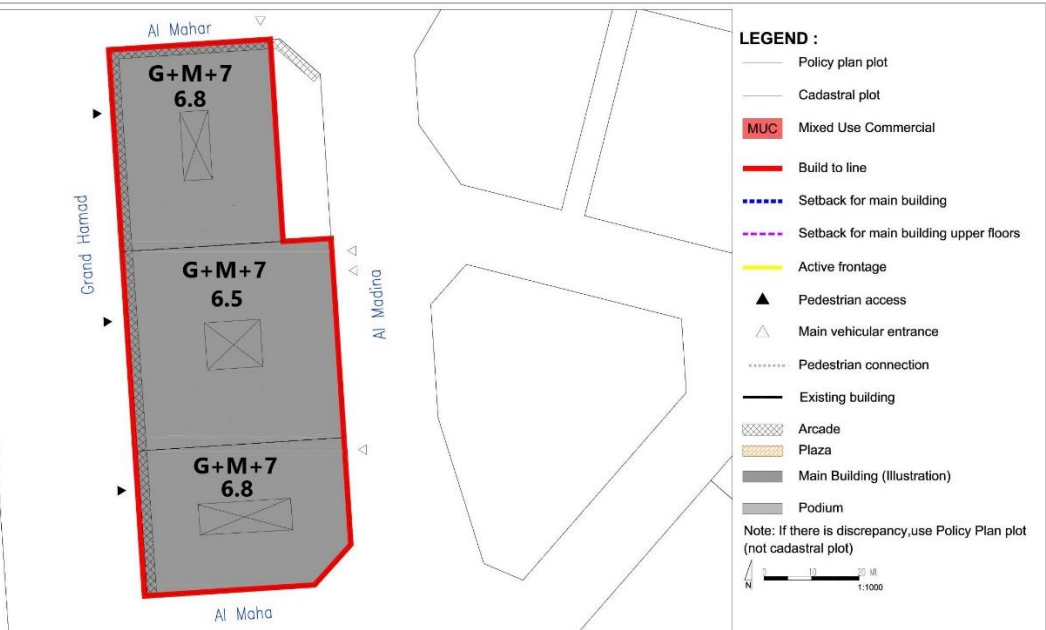 Al Mahar
G+M+7
6.8
Grand Hamad
G+M+7
6.5
Al Madina
G+M+7
6.8
Al Maha
LEGEND :
Policy plan plot
Cadastral plot
MUC Mixed Use Commercial
Build to line
Setback for main building
Setback for main building upper floors
Active frontage
Pedestrian access
Main vehicular entrance
Pedestrian connection
Existing building
Arcade
Plaza
Main Building (Illustration)
Podium
Note: If there is discrepancy,use Policy Plan plot
(not cadastral plot)
0 10 20 Mt.
N
1:1000